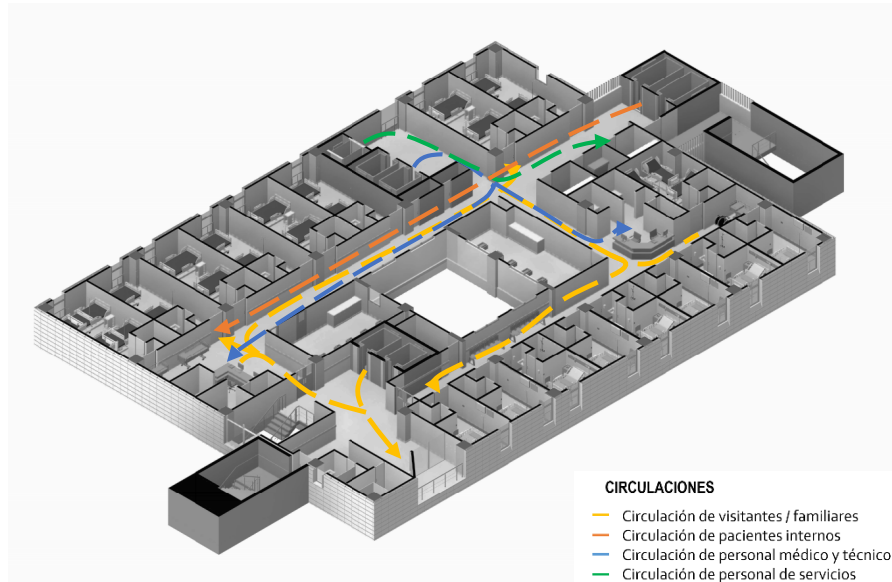 CIRCULACIONES
Circulación de visitantes / familiares
Circulación de pacientes internos
Circulación de personal médico y técnico
Circulación de personal de servicios